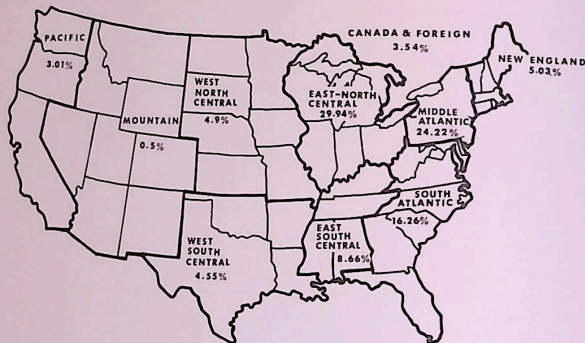 PACIFIC
3.01%
CANADA & FOREIGN
3.54%
NEW ENGLAND
5.03%
WEST
NORTH
CENTRAL
4.9%
EAST-NORTH
CENTRAL
29.94%
MIDDLE
ATLANTIC
24.22%
MOUNTAIN
0.5%
SOUTH
ATLANTIC
16.26%
WEST
SOUTH
CENTRAL
4.55%
EAST
SOUTH
CENTRAL
8.66%